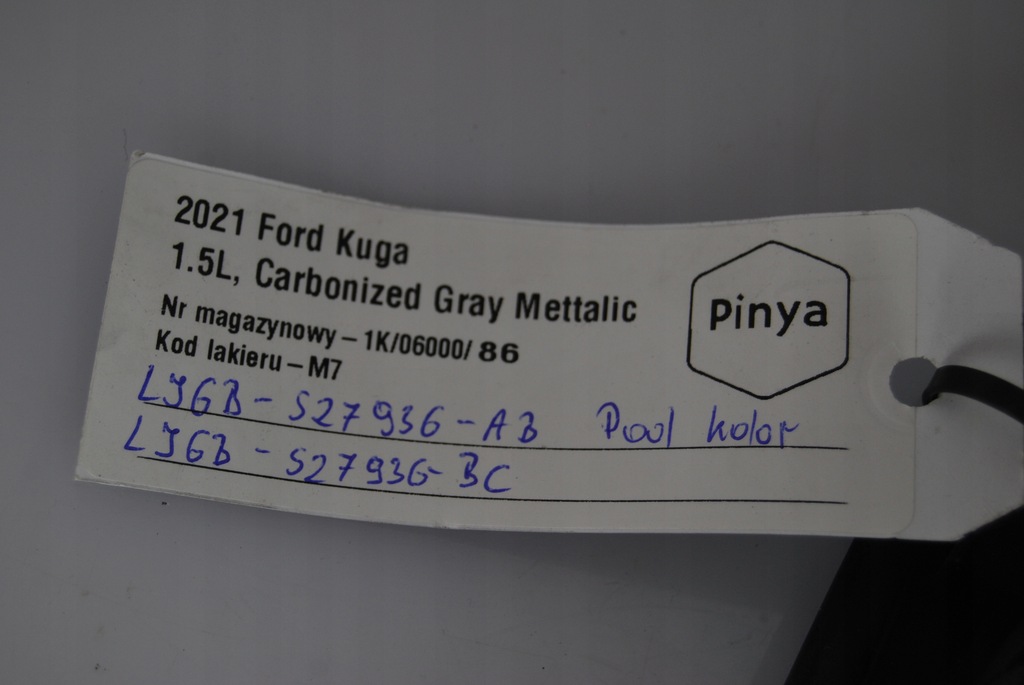 2021 Ford Kuga
1.5L, Carbonized Gray Mettalic
Nr magazynowy – 1K/06000/ 86
Kod lakieru – M7
Pinya
LJ6B - S27936 - AB Pod kolor
LJ6B - S27936 - BC